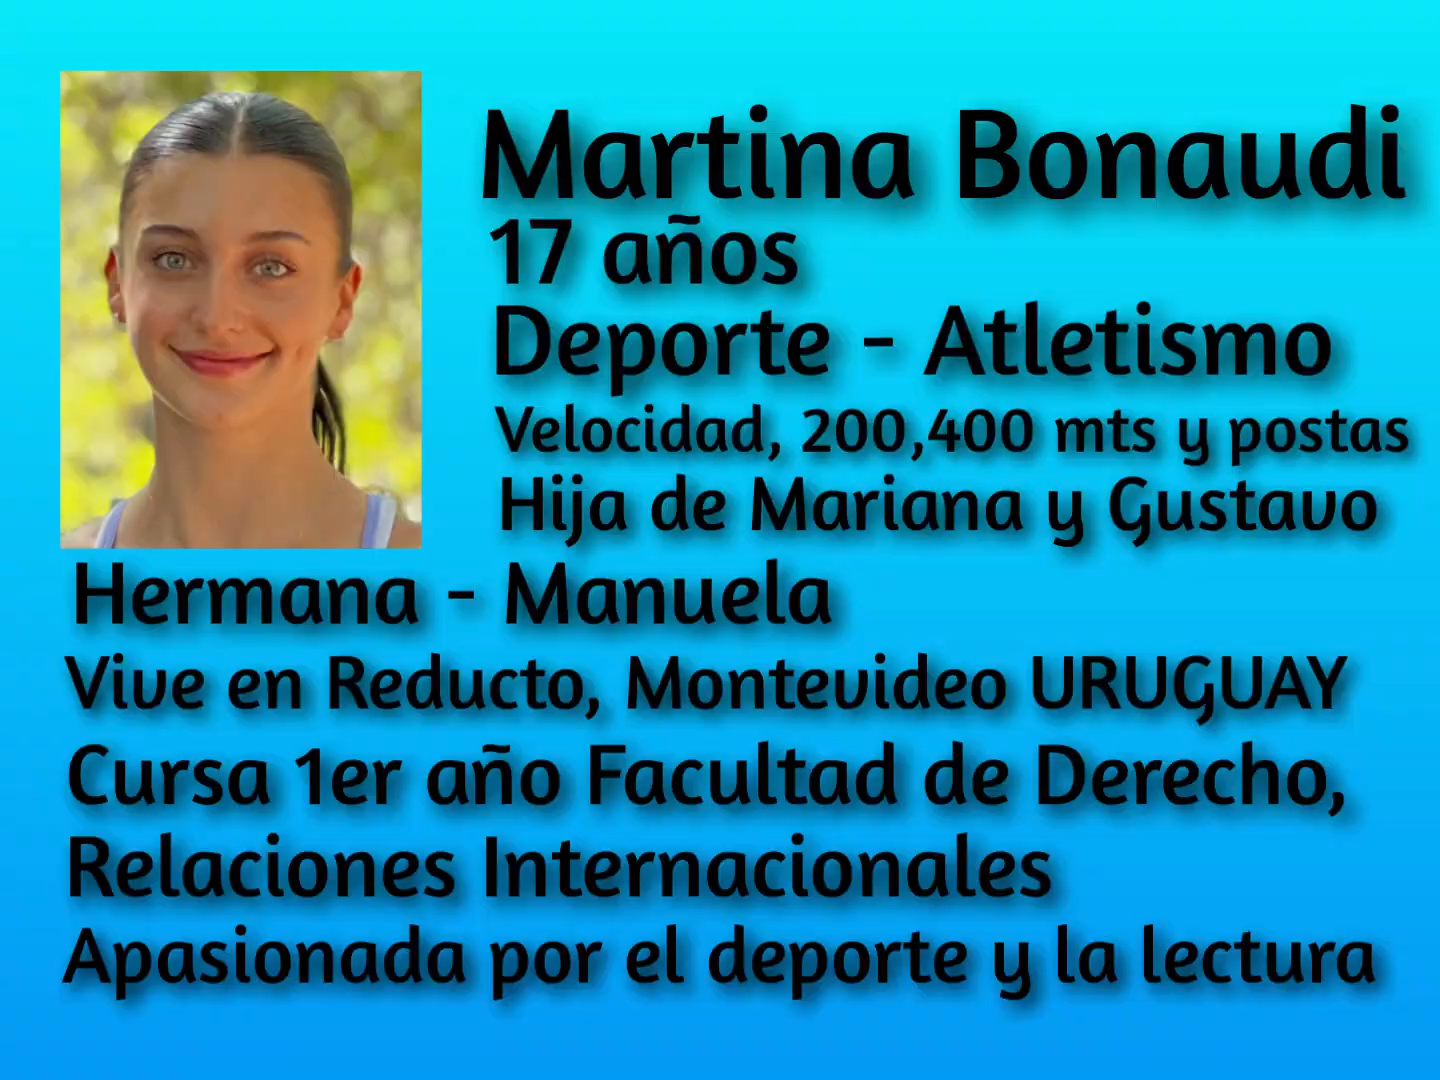 Martina Bonaudi
17 años
Deporte - Atletismo
Velocidad, 200,400 mts y postas
Hija de Mariana y Gustavo
Hermana - Manuela
Vive en Reducto, Montevideo URUGUAY
Cursa 1er año Facultad de Derecho,
Relaciones Internacionales
Apasionada por el deporte y la lectura